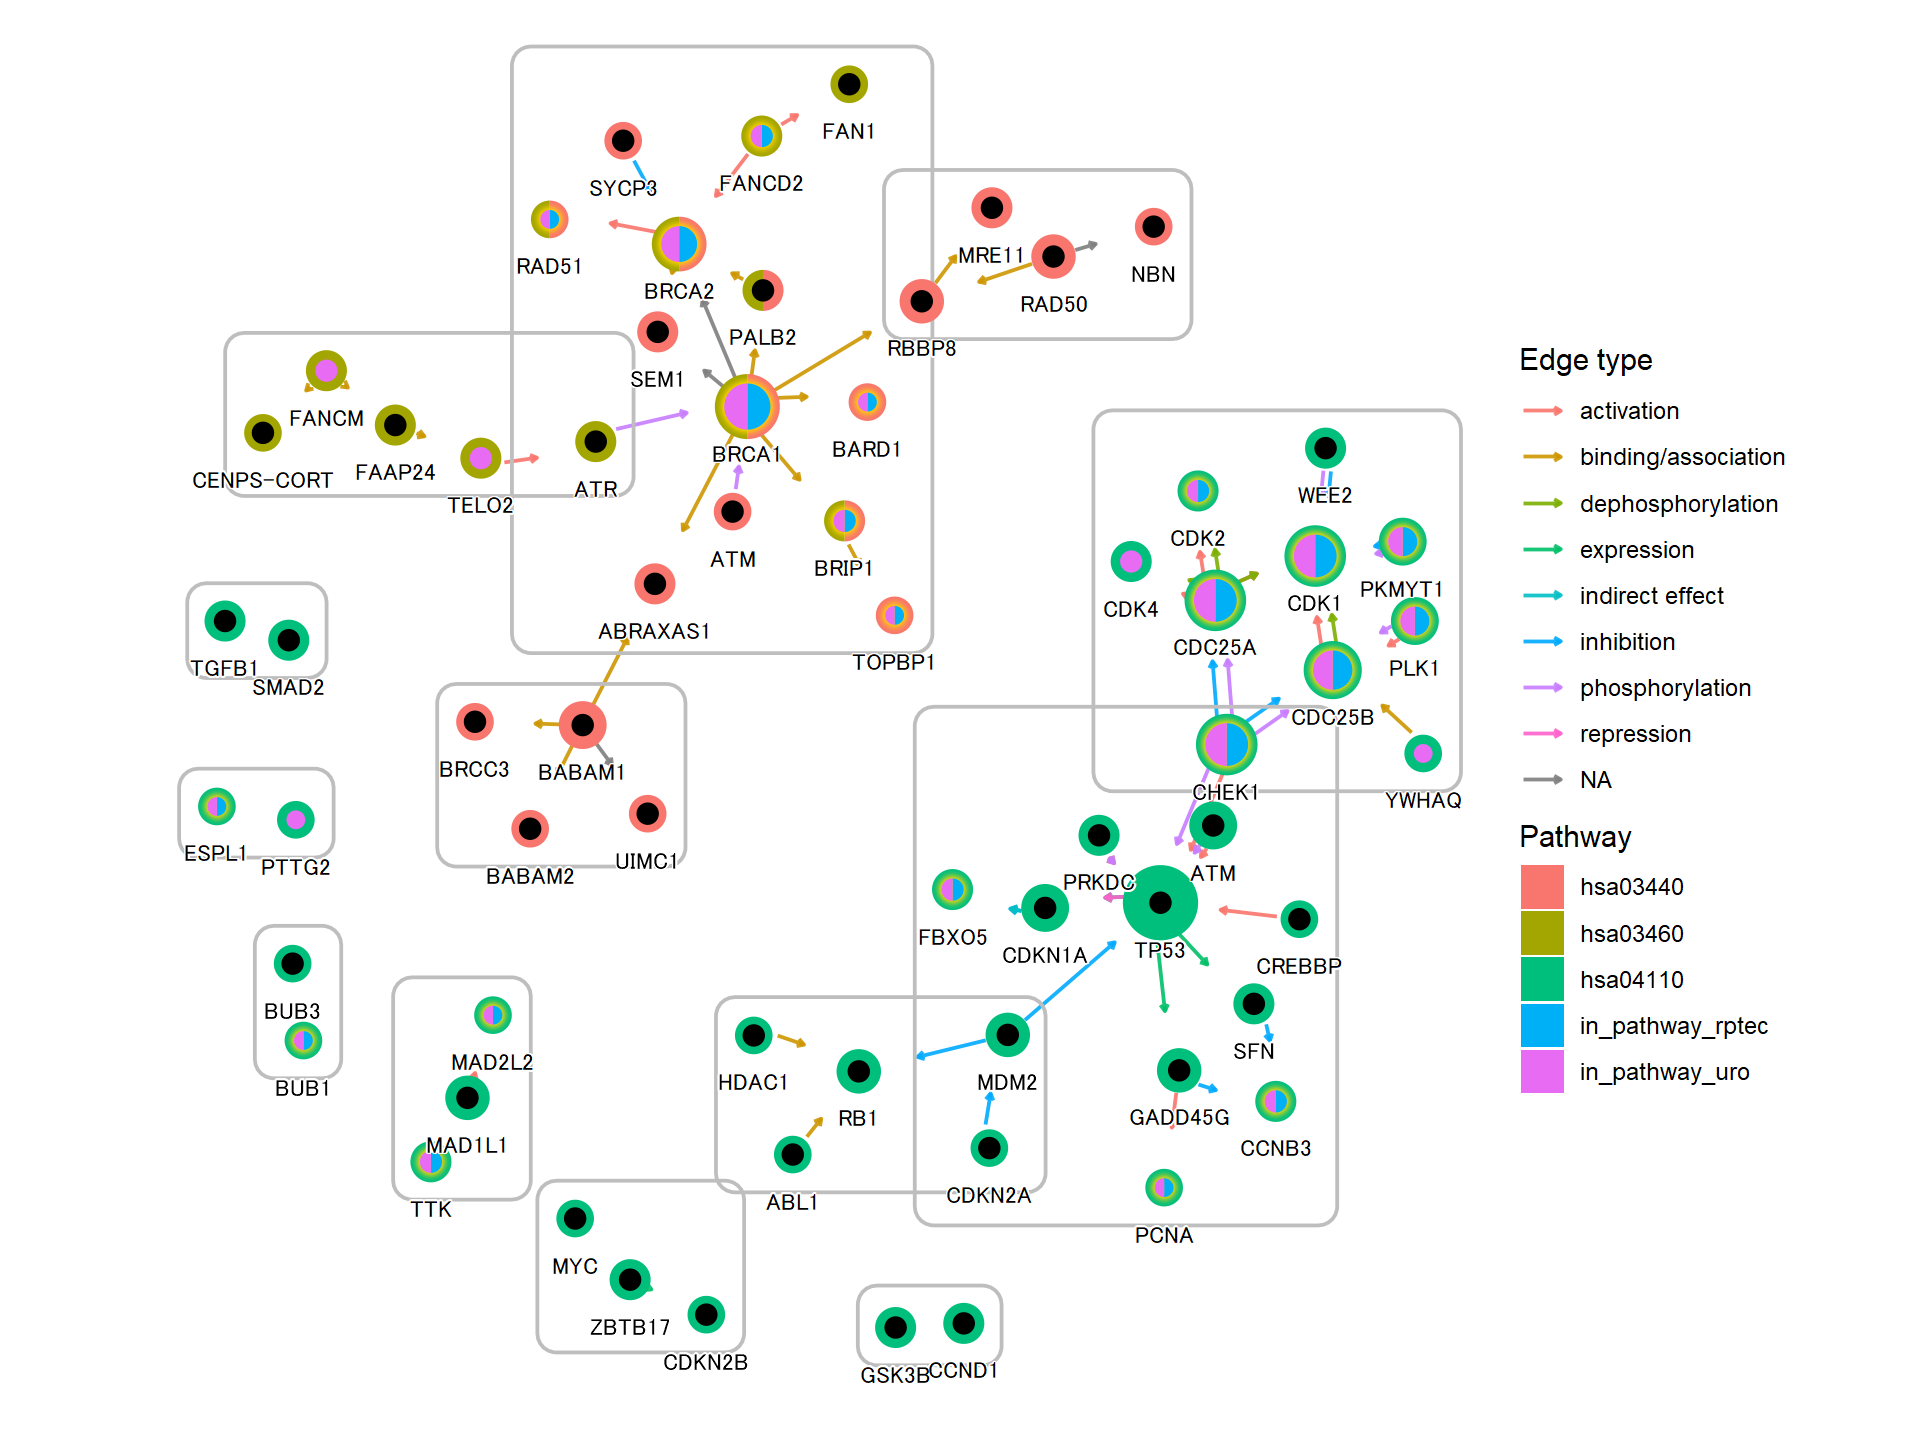 FAN1
SYCP3
FANCD2
RAD51
MRE11
NBN
BRCA2
RAD50
PALB2
RBBP8
SEM1
FANCM
BARD1
BRCA1
CENPS-CORT
FAAP24
ATR
TELO2
WEE2
CDK2
ATM
BRIP1
PKMYT1
CDK4
CDK1
ABRAXAS1
CDC25A
TOPBP1
PLK1
TGFB1
SMAD2
CDC25B
BRCC3
BABAM1
CHEK1
YWHAQ
ESPL1
PTTG2
UIMC1
BABAM2
PRKDC
ATM
FBXO5
CDKN1A
TP53
CREBBP
BUB3
SFN
MAD2L2
BUB1
HDAC1
MDM2
RB1
GADD45G
CCNB3
MAD1L1
TTK
ABL1
CDKN2A
PCNA
MYC
ZBTB17
CDKN2B
GSK3B
CCND1
Edge type
activation
binding/association
dephosphorylation
expression
indirect effect
inhibition
phosphorylation
repression
NA
Pathway
hsa03440
hsa03460
hsa04110
in_pathway_rptec
in_pathway_uro